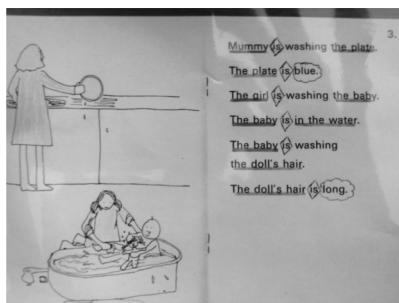 3.
Mummy is washing the plate.
The plate is blue.
The girl is washing the baby.
The baby is in the water.
The baby is washing
the doll's hair.
The doll's hair is long.